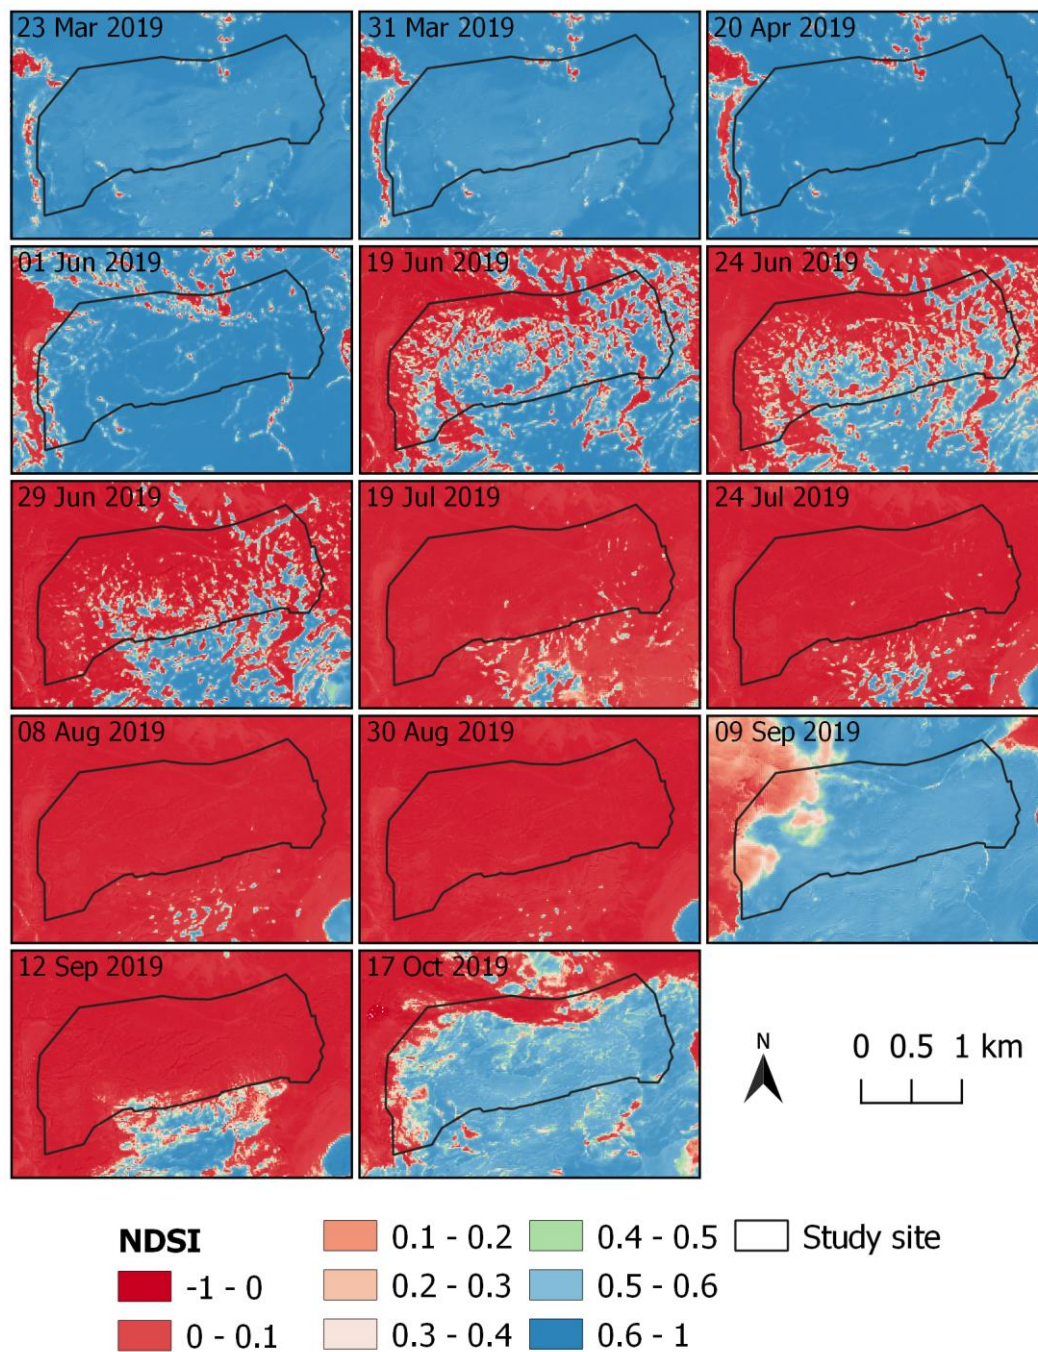 23 Mar 2019
31 Mar 2019
20 Apr 2019
01 Jun 2019
19 Jun 2019
24 Jun 2019
29 Jun 2019
19 Jul 2019
24 Jul 2019
08 Aug 2019
30 Aug 2019
09 Sep 2019
12 Sep 2019
17 Oct 2019
N
0 0.5 1 km
NDSI
-1 - 0
0 - 0.1
0.1 - 0.2
0.2 - 0.3
0.3 - 0.4
0.4 - 0.5
0.5 - 0.6
0.6 - 1
Study site